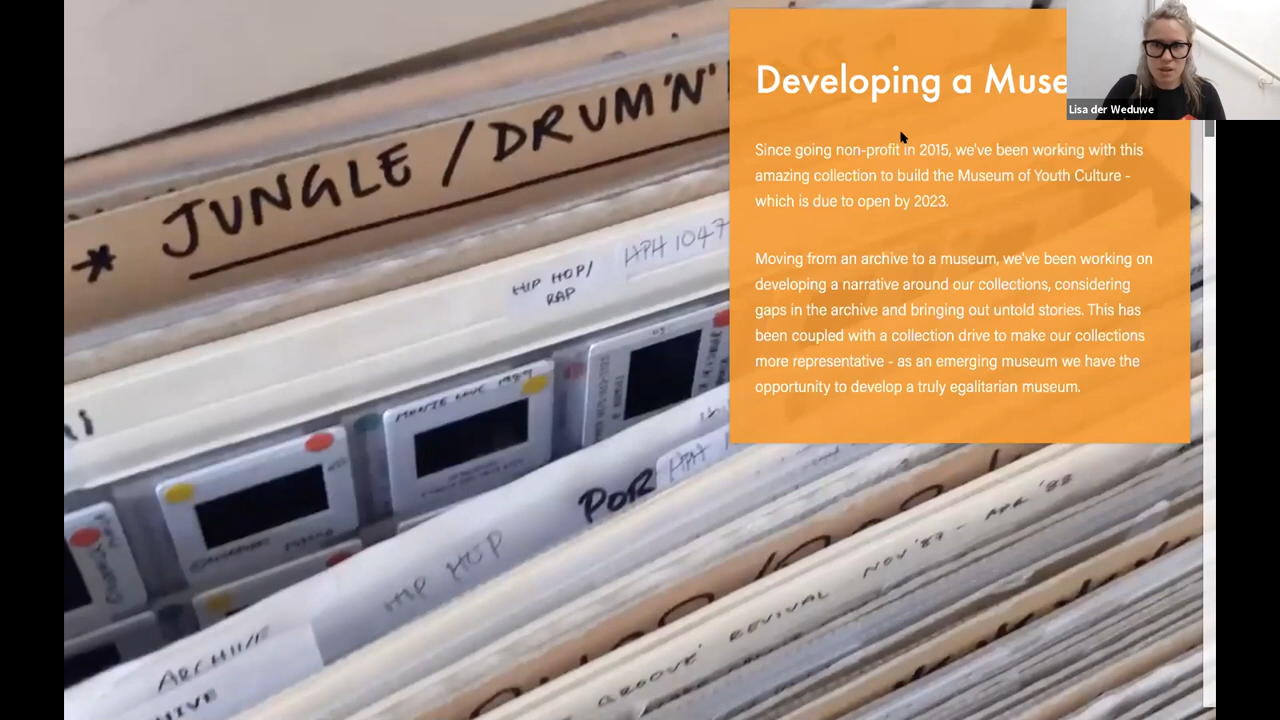 Developing a Muse
Lisa der Weduwe
Since going non-profit in 2015, we've been working with this
amazing collection to build the Museum of Youth Culture -
which is due to open by 2023.
Moving from an archive to a museum, we've been working on
developing a narrative around our collections, considering
gaps in the archive and bringing out untold stories. This has
been coupled with a collection drive to make our collections
more representative - as an emerging museum we have the
opportunity to develop a truly egalitarian museum.
* JUNGLE / DRUM 'N'
HIP HOP/
RAP
HPH 1047
POR
HPH
HIP HOP
ARCHIVE
HIVE
GROOVE' REVIVAL NOV '87 - APR '88